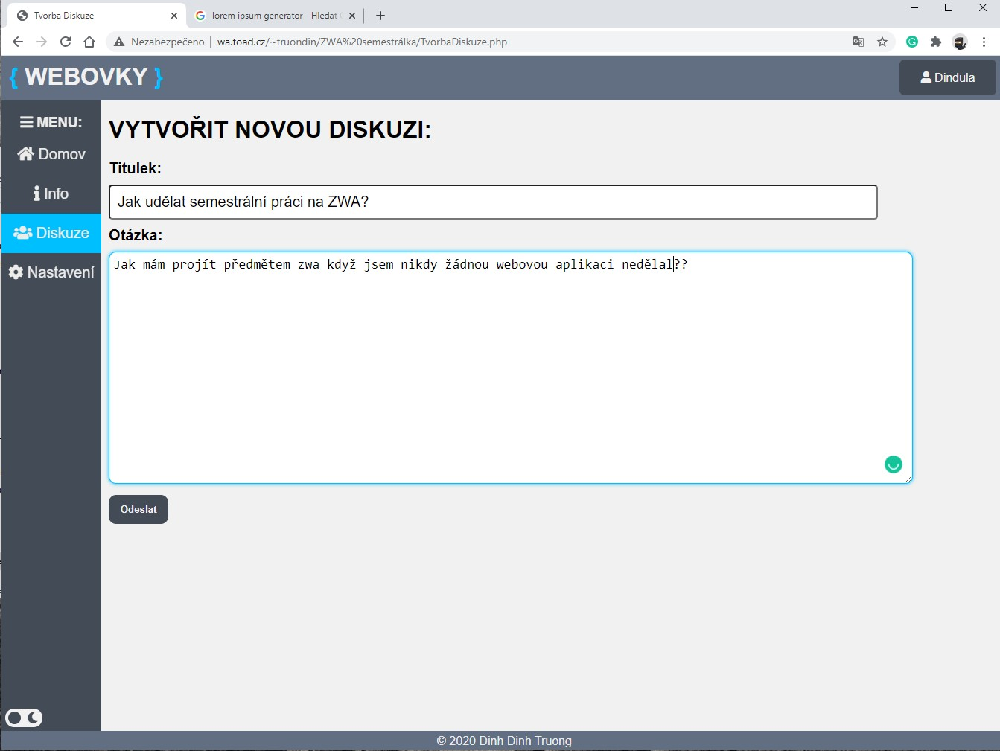 Tvorba Diskuze
lorem ipsum generator - Hledat
Nezabezpečeno
wa.toad.cz/~truondin/ZWA%20semestrálka/TvorbaDiskuze.php
{ WEBOVKY }
Dindula
MENU:
Domov
Info
Diskuze
Nastavení
VYTVOŘIT NOVOU DISKUZI:
Titulek:
Jak udělat semestrální práci na ZWA?
Otázka:
Jak mám projít předmětem zwa když jsem nikdy žádnou webovou aplikaci nedělal??
Odeslat
© 2020 Dinh Dinh Truong